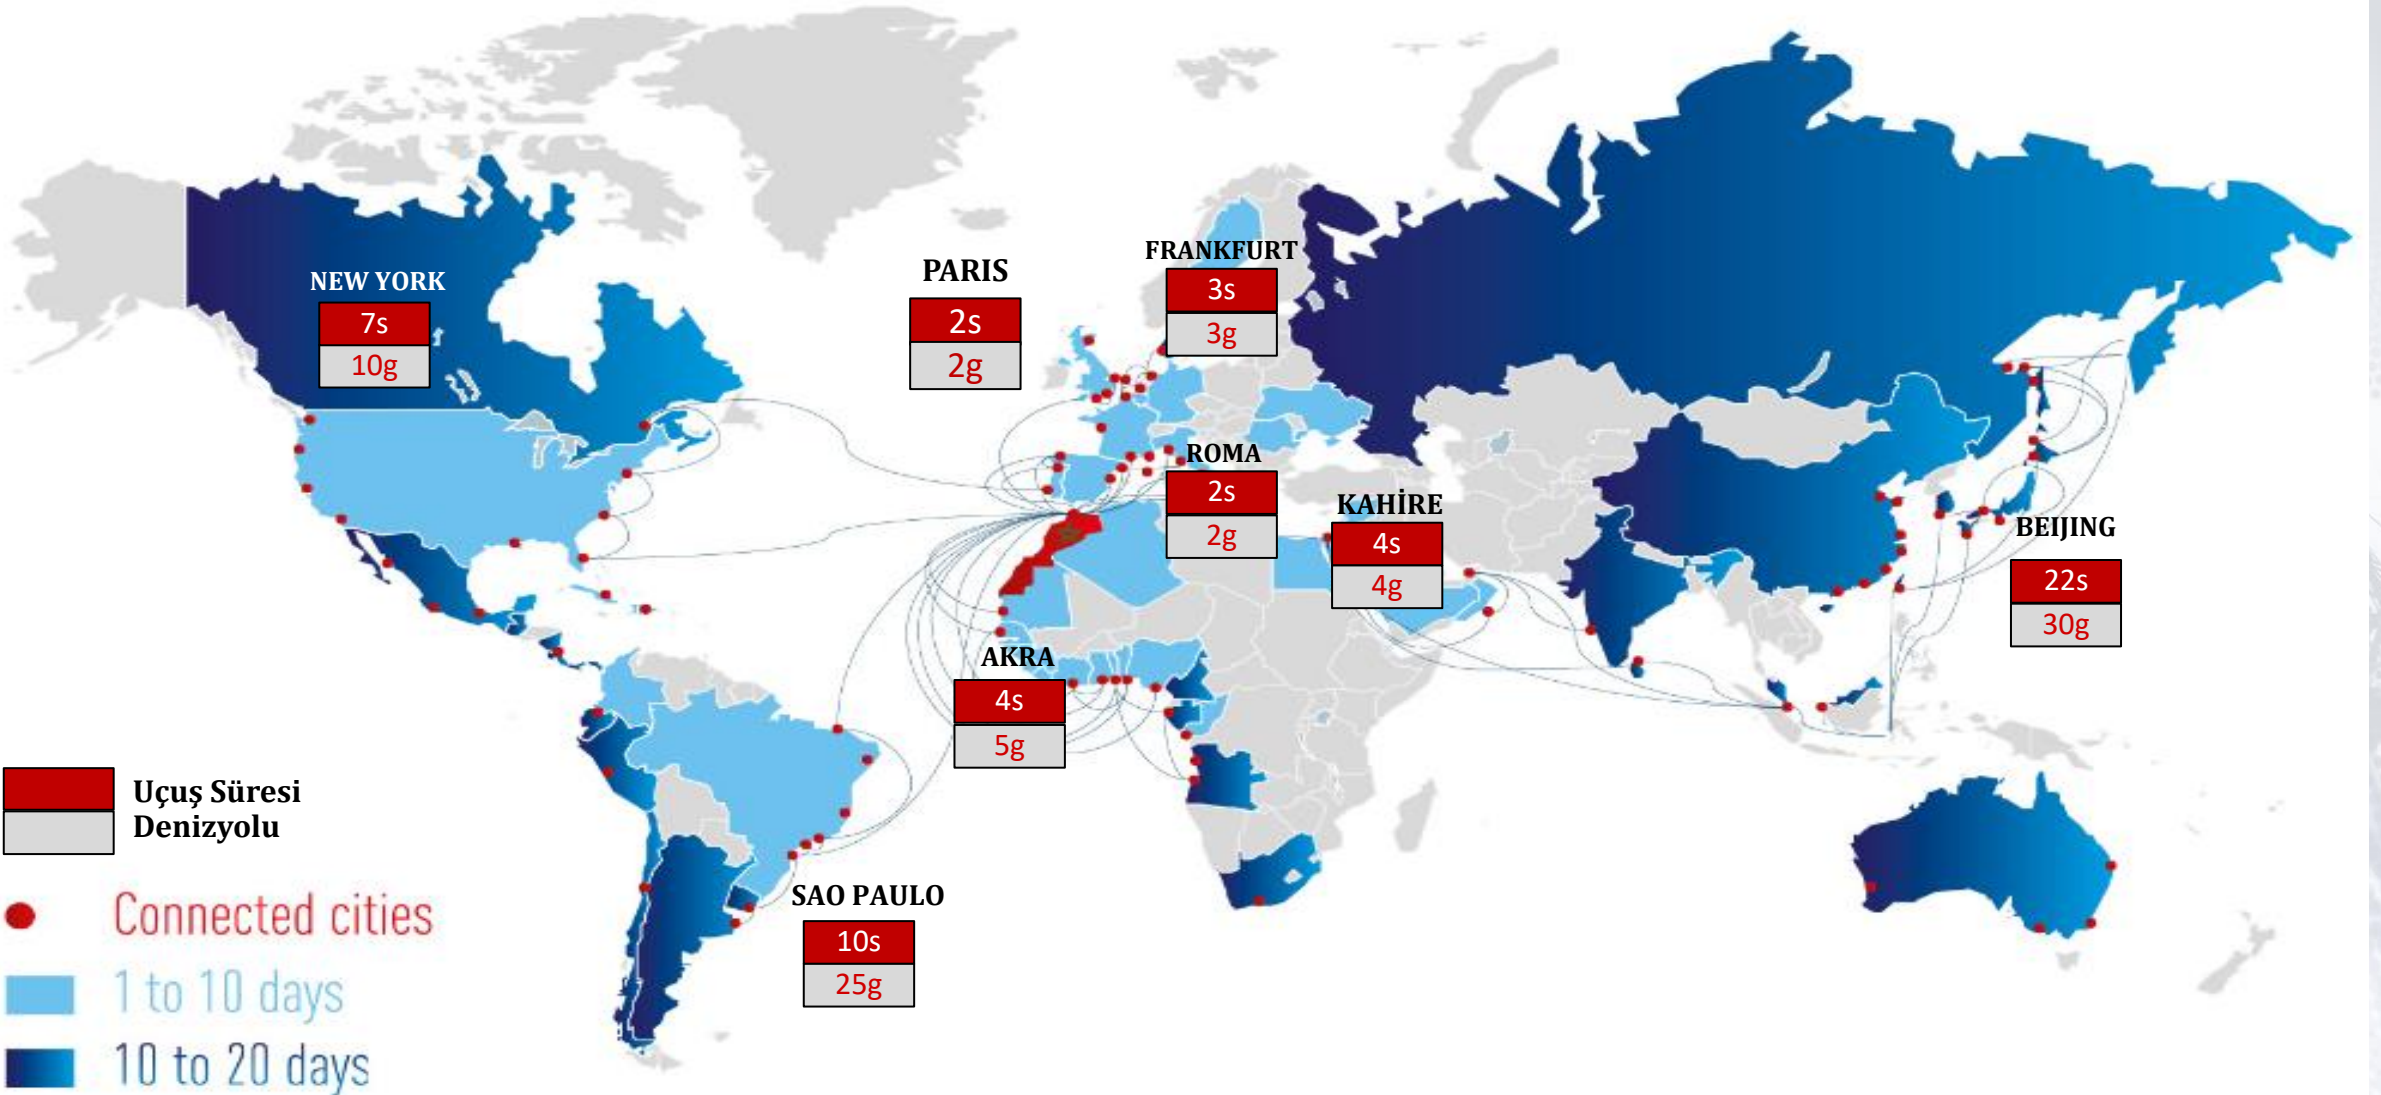 NEW YORK
7s
10g
PARIS
2s
2g
FRANKFURT
3s
3g
ROMA
2s
2g
KAHİRE
4s
4g
BEIJING
22s
30g
AKRA
4s
5g
SAO PAULO
10s
25g
Uçuş Süresi
Denizyolu
Connected cities
1 to 10 days
10 to 20 days